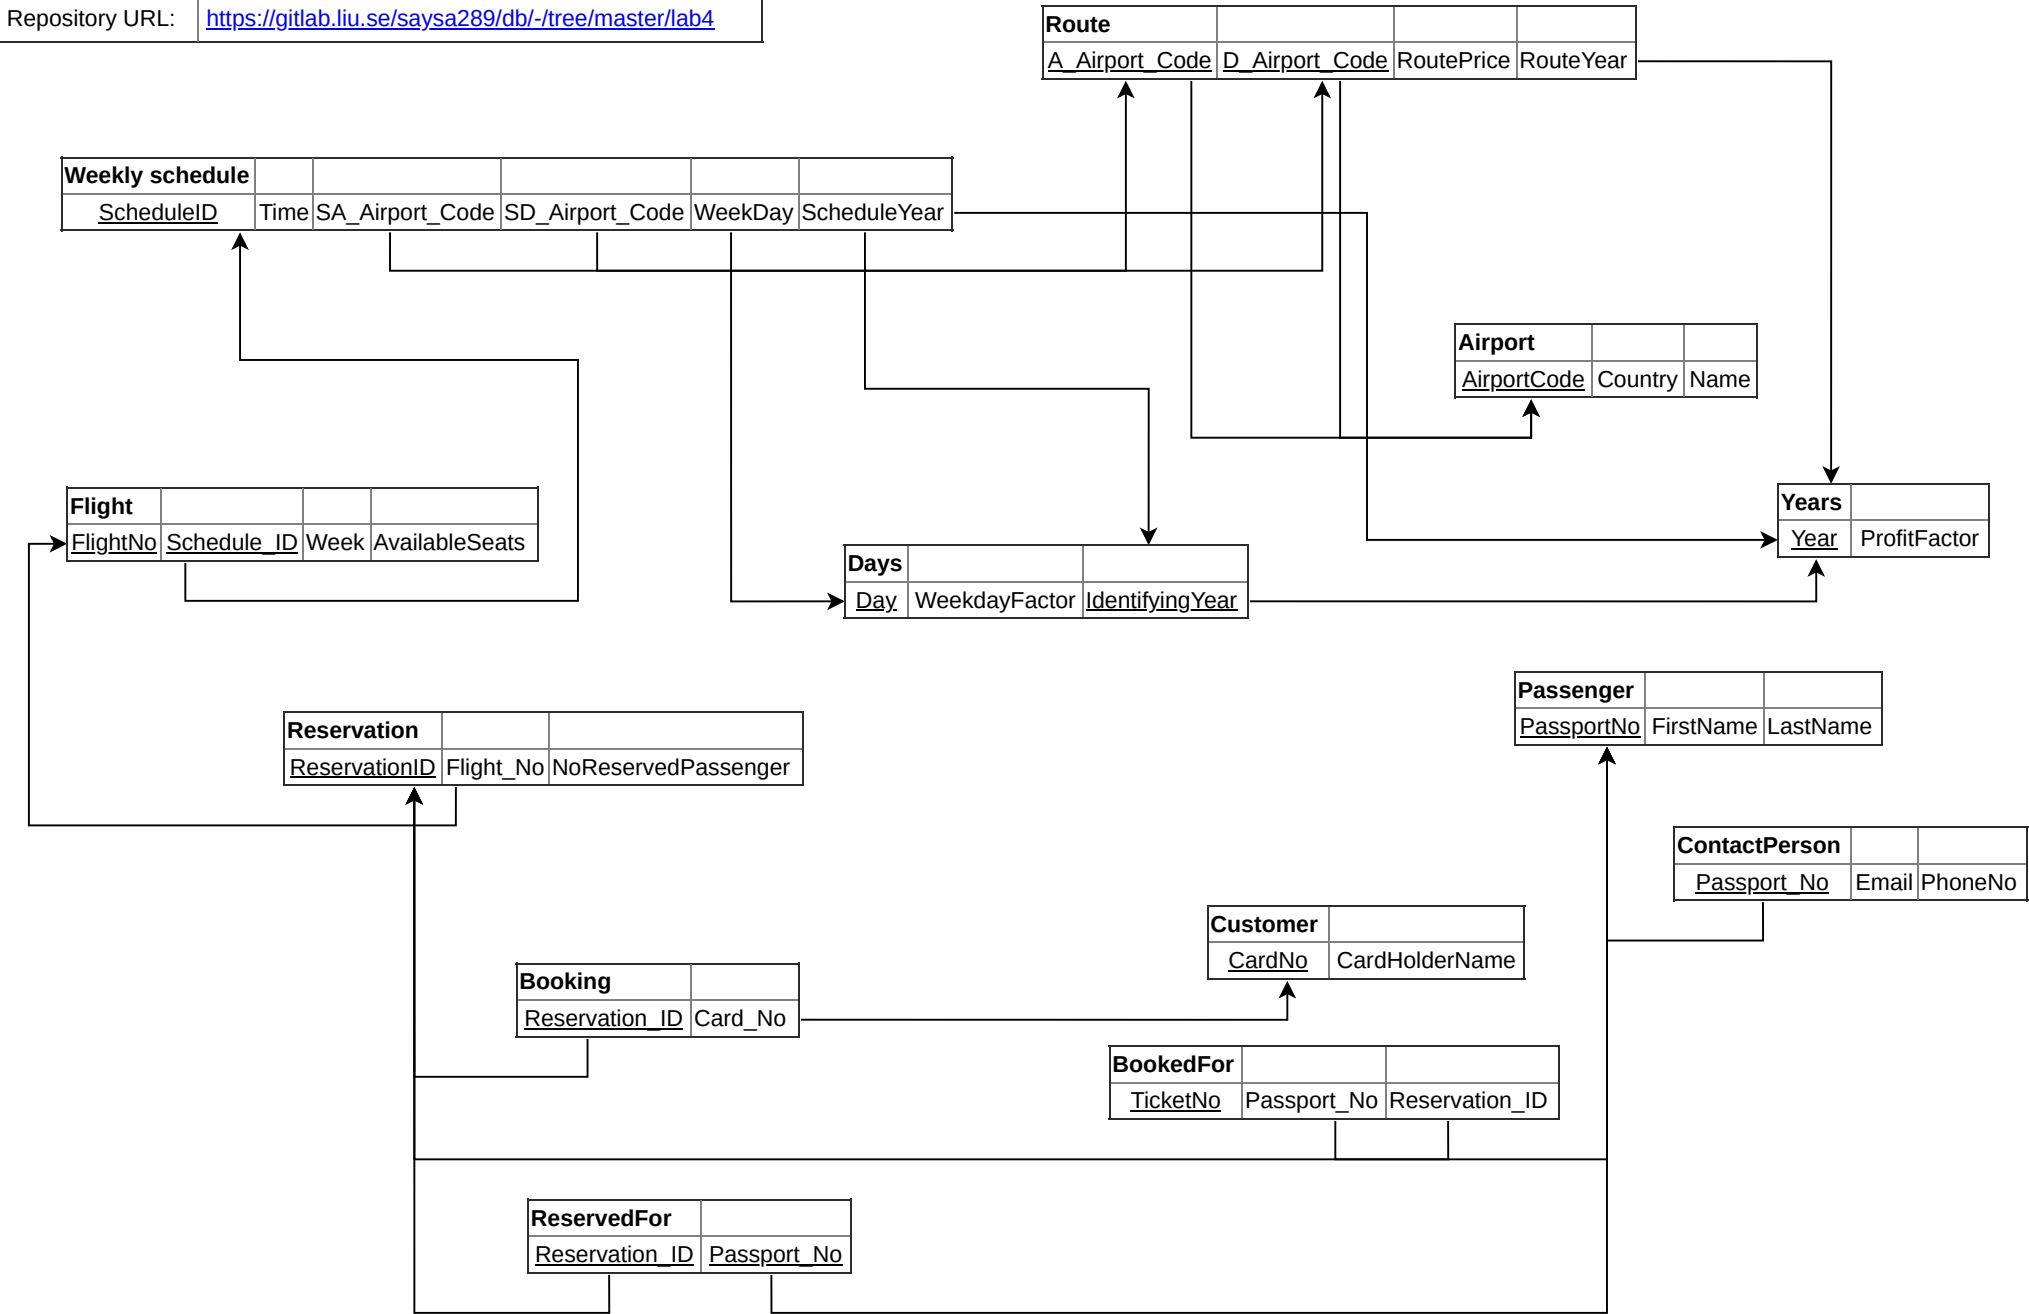 Repository URL: https://gitlab.liu.se/saysa289/db/-/tree/master/lab4
Route
A_Airport_Code D_Airport_Code RoutePrice RouteYear
Weekly schedule
ScheduleID Time SA_Airport_Code SD_Airport_Code WeekDay ScheduleYear
Airport
AirportCode Country Name
Flight
FlightNo Schedule_ID Week AvailableSeats
Years
Year ProfitFactor
Days
Day WeekdayFactor IdentifyingYear
Passenger
PassportNo FirstName LastName
Reservation
ReservationID Flight_No NoReservedPassenger
ContactPerson
Passport_No Email PhoneNo
Customer
CardNo CardHolderName
Booking
Reservation_ID Card_No
BookedFor
TicketNo Passport_No Reservation_ID
ReservedFor
Reservation_ID Passport_No